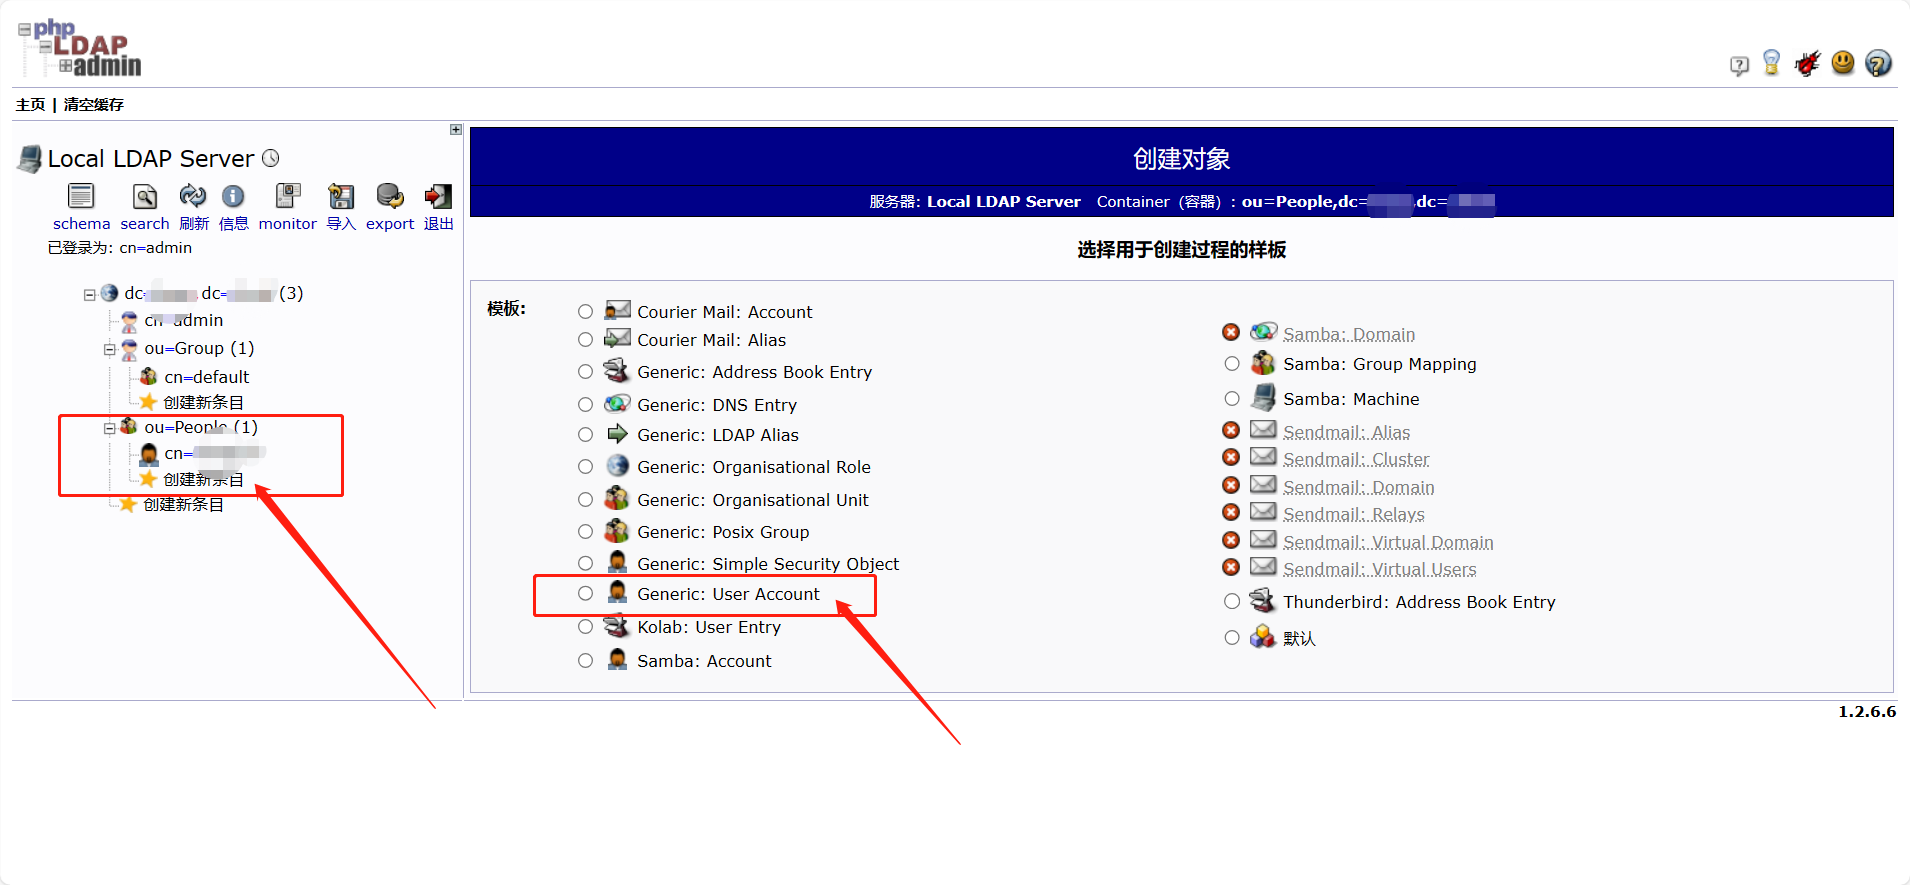 php
LDAP
admin
主页 | 清空缓存
Local LDAP Server
schema search 刷新 信息 monitor 导入 export 退出
已登录为: cn=admin
dc= dc= (3)
cn=admin
ou=Group (1)
cn=default
创建新条目
ou=People (1)
cn=
创建新条目
创建新条目
创建对象
服务器: Local LDAP Server Container (容器) : ou=People,dc= ,dc=
选择用于创建过程的样板
模板:
Courier Mail: Account
Courier Mail: Alias
Generic: Address Book Entry
Generic: DNS Entry
Generic: LDAP Alias
Generic: Organisational Role
Generic: Organisational Unit
Generic: Posix Group
Generic: Simple Security Object
Generic: User Account
Kolab: User Entry
Samba: Account
Samba: Domain
Samba: Group Mapping
Samba: Machine
Sendmail: Alias
Sendmail: Cluster
Sendmail: Domain
Sendmail: Relays
Sendmail: Virtual Domain
Sendmail: Virtual Users
Thunderbird: Address Book Entry
默认
1.2.6.6